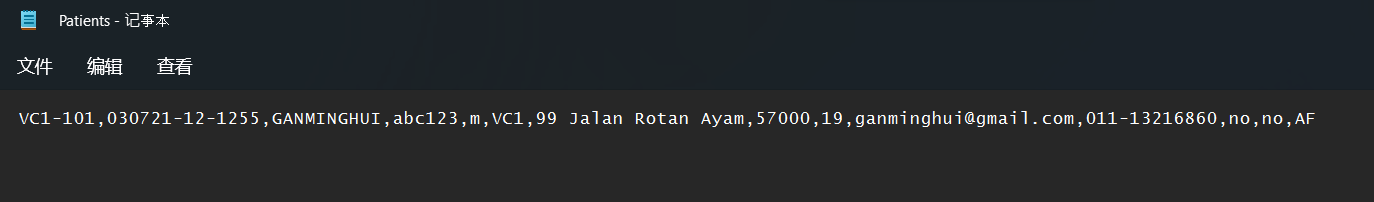 Patients - 记事本
文件 编辑 查看
VC1-101,030721-12-1255,GANMINGHUI,abc123,m,VC1,99 Jalan Rotan Ayam,57000,19,ganminghui@gmail.com,011-13216860,no,no,AF